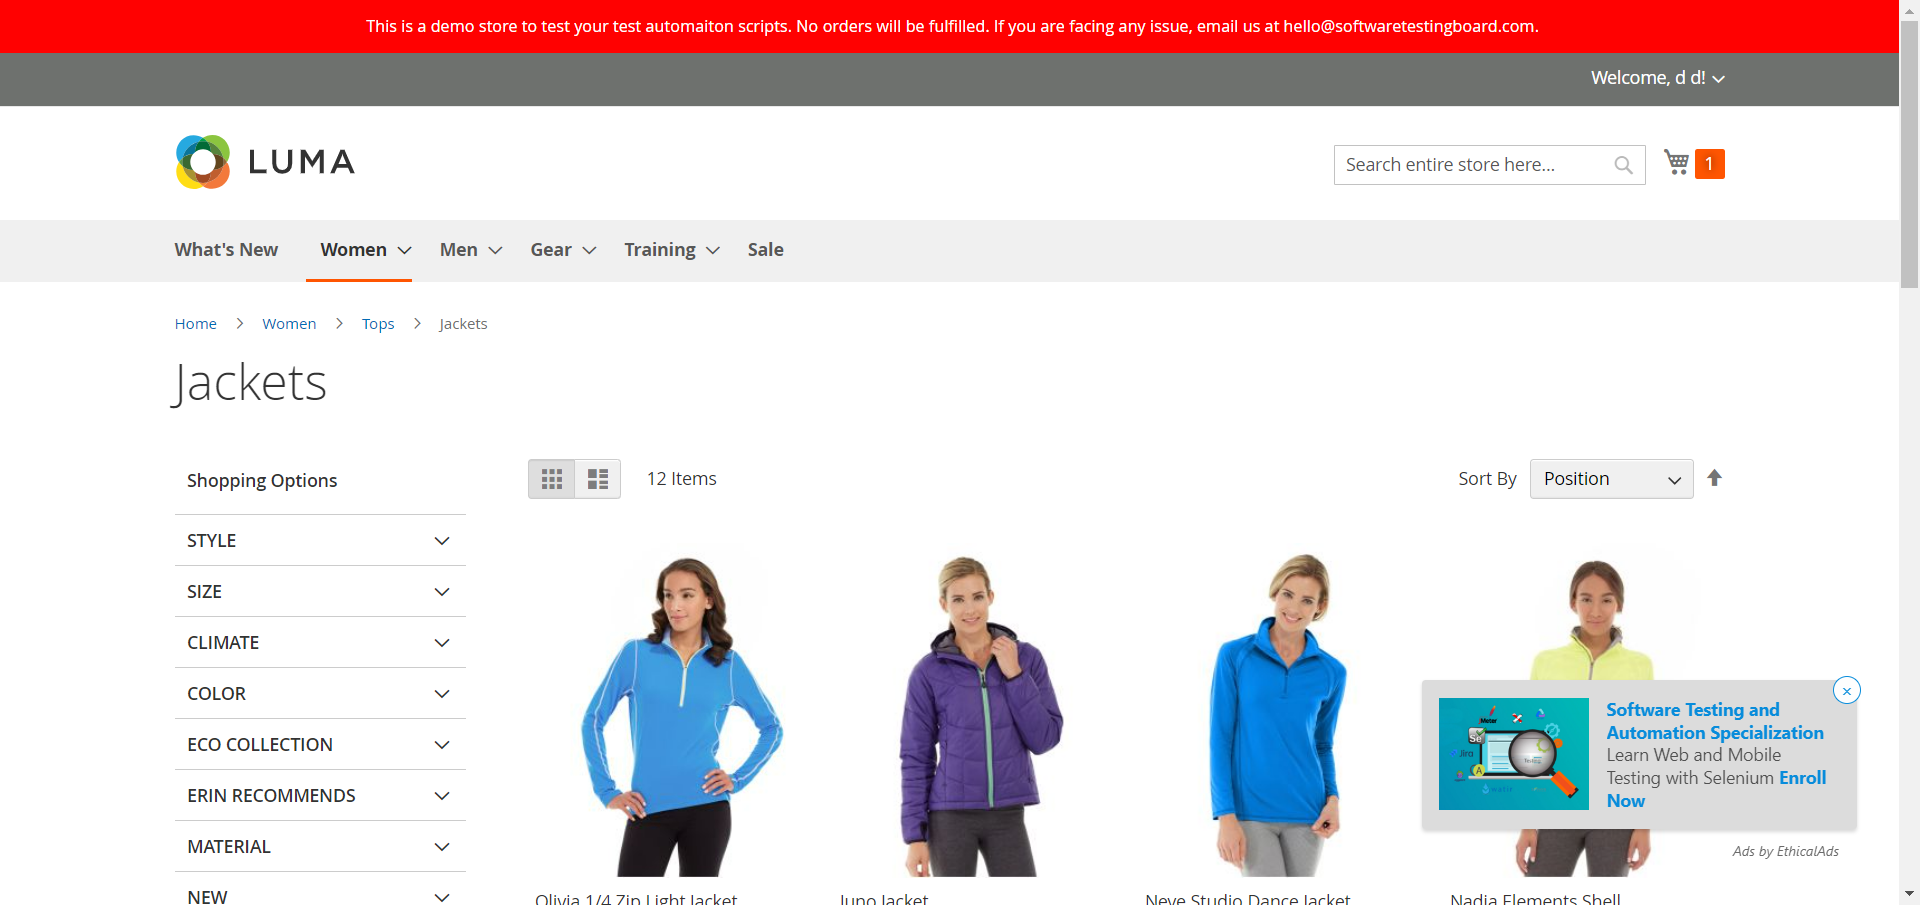 This is a demo store to test your test automaiton scripts. No orders will be fulfilled. If you are facing any issue, email us at hello@softwaretestingboard.com.
Welcome, d d!
LUMA
Search entire store here...
1
What's New
Women
Men
Gear
Training
Sale
Home
Women
Tops
Jackets
Jackets
Shopping Options
12 Items
Sort By
Position
STYLE
SIZE
CLIMATE
COLOR
ECO COLLECTION
ERIN RECOMMENDS
MATERIAL
NEW
Olivia 1/4 Zip Light Jacket
Juno Jacket
Neve Studio Dance Jacket
Nadia Elements Shell
Meter
Se
Jira
A
Software Testing and
Automation Specialization
Learn Web and Mobile
Testing with Selenium Enroll
Now
Ads by EthicalAds